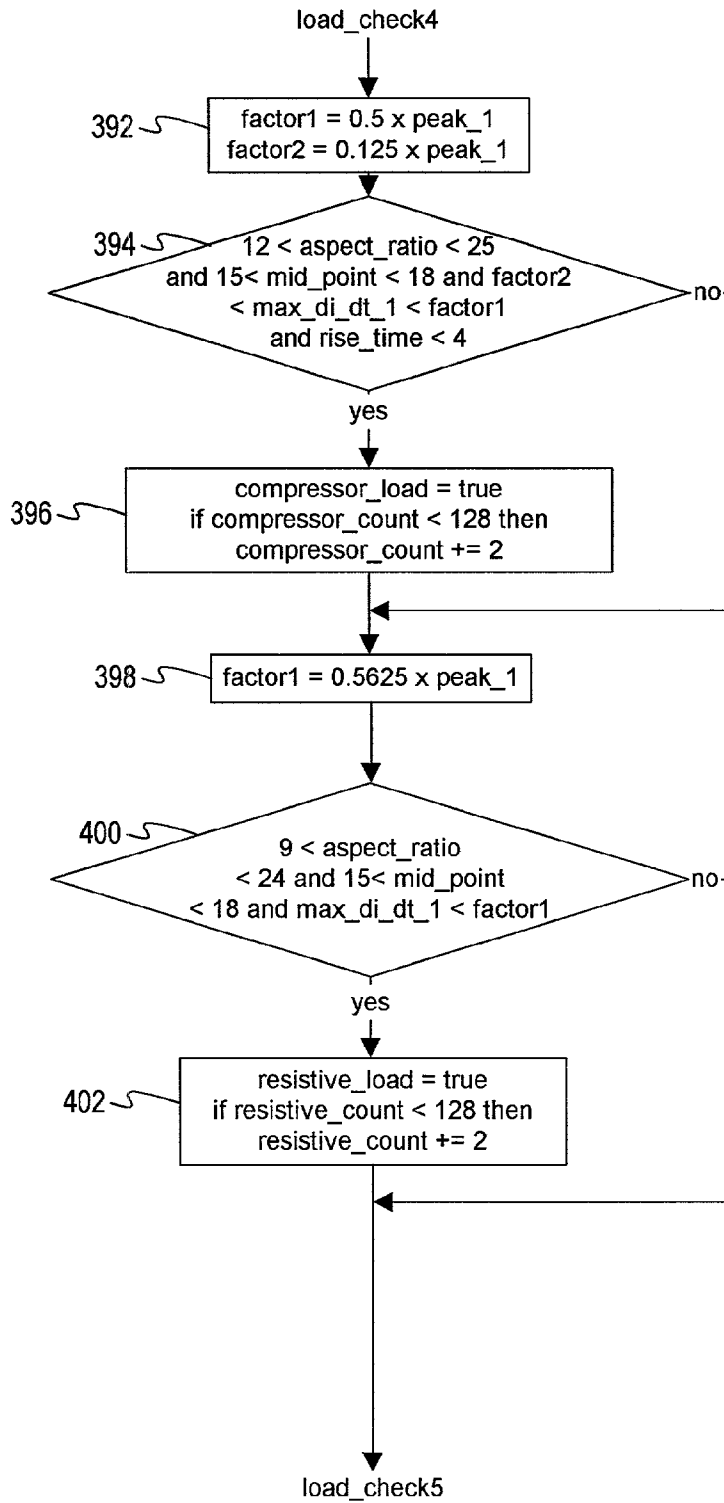 load_check4
392
factor1 = 0.5 x peak_1
factor2 = 0.125 x peak_1
394
12 < aspect_ratio < 25
and 15< mid_point < 18 and factor2
< max_di_dt_1 < factor1
and rise_time < 4
no
yes
396
compressor_load = true
if compressor_count < 128 then
compressor_count += 2
398
factor1 = 0.5625 x peak_1
400
9 < aspect_ratio
< 24 and 15< mid_point
< 18 and max_di_dt_1 < factor1
no
yes
402
resistive_load = true
if resistive_count < 128 then
resistive_count += 2
load_check5